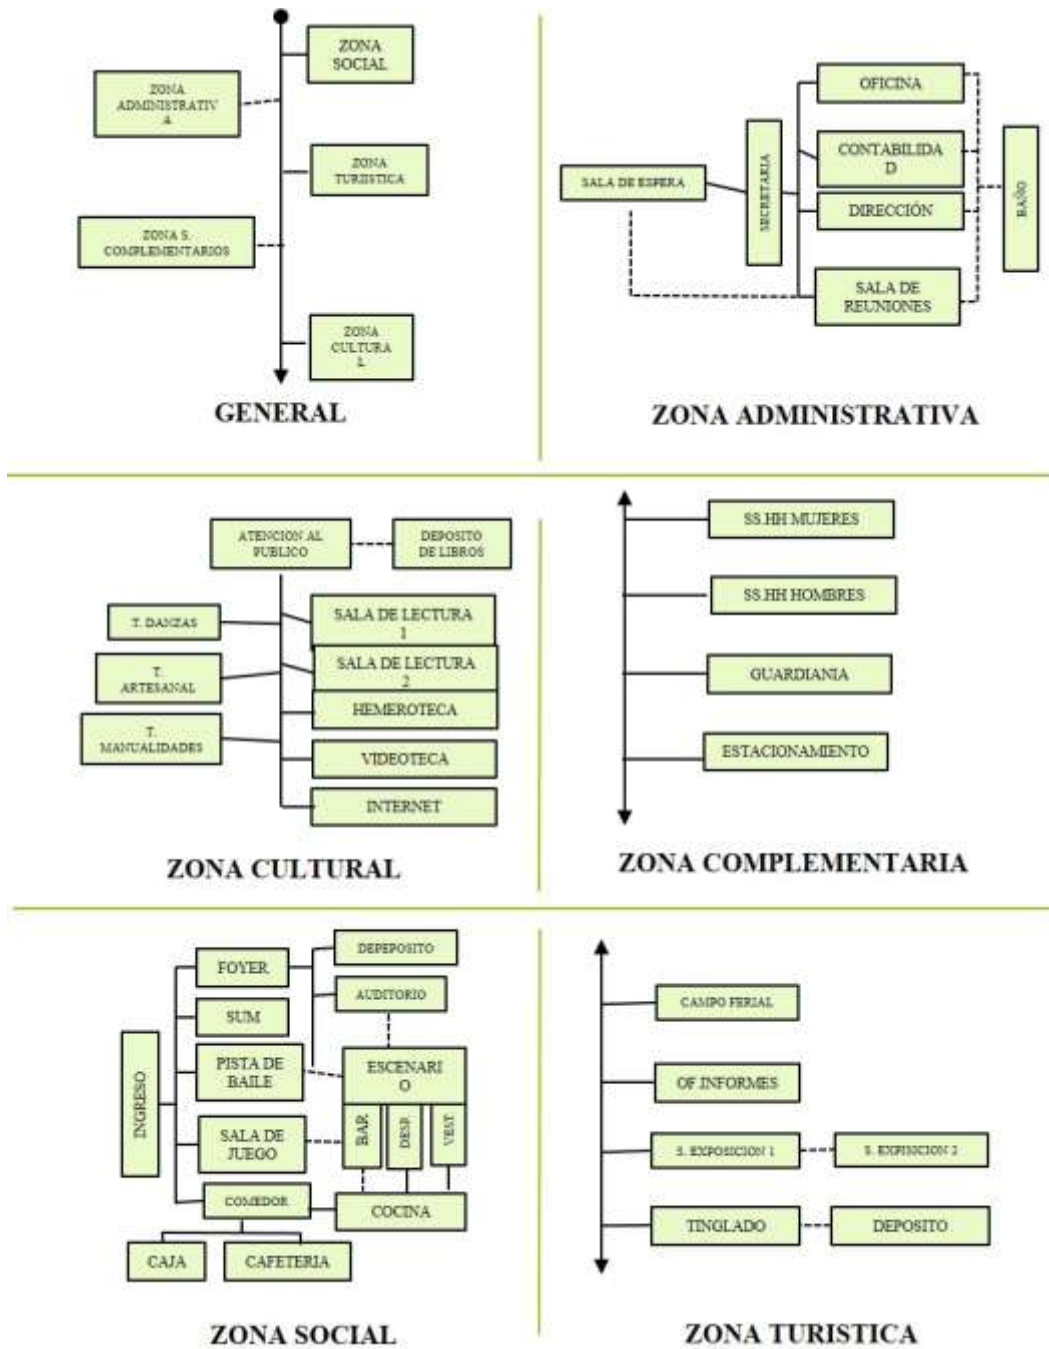 ZONA
SOCIAL
ZONA
ADMINISTRATIV
A
ZONA
TURIISTICA
ZONA S.
COMPLEMENTARIOS
ZONA
CULTURA
L
GENERAL
OFICINA
CONTABILIDA
D
SALA DE ESPERA
SECRETARIA
DIRECCIÓN
BAÑO
SALA DE
REUNIONES
ZONA ADMINISTRATIVA
ATENCION AL
PUBLICO
DEPOSITO
DE LIBROS
T. DANZAS
SALA DE LECTURA
1
T.
ARTESANAL
SALA DE LECTURA
2
HEMEROTECA
T.
MANUALIDADES
VIDEOTECA
INTERNET
ZONA CULTURAL
SS.HH MUJERES
SS.HH HOMBRES
GUARDIANIA
ESTACIONAMIENTO
ZONA COMPLEMENTARIA
FOYER
DEPEPOSITO
AUDITORIO
SUM
INGRESO
PISTA DE
BAILE
ESCENARI
O
SALA DE
JUEGO
BAR
DESP.
VEST
COMEDOR
COCINA
CAJA
CAFETERIA
ZONA SOCIAL
CAMPO FERIAL
OF.INFORMES
S. EXPOSICION 1
S. EXPISICION 2
TINGLADO
DEPOSITO
ZONA TURISTICA